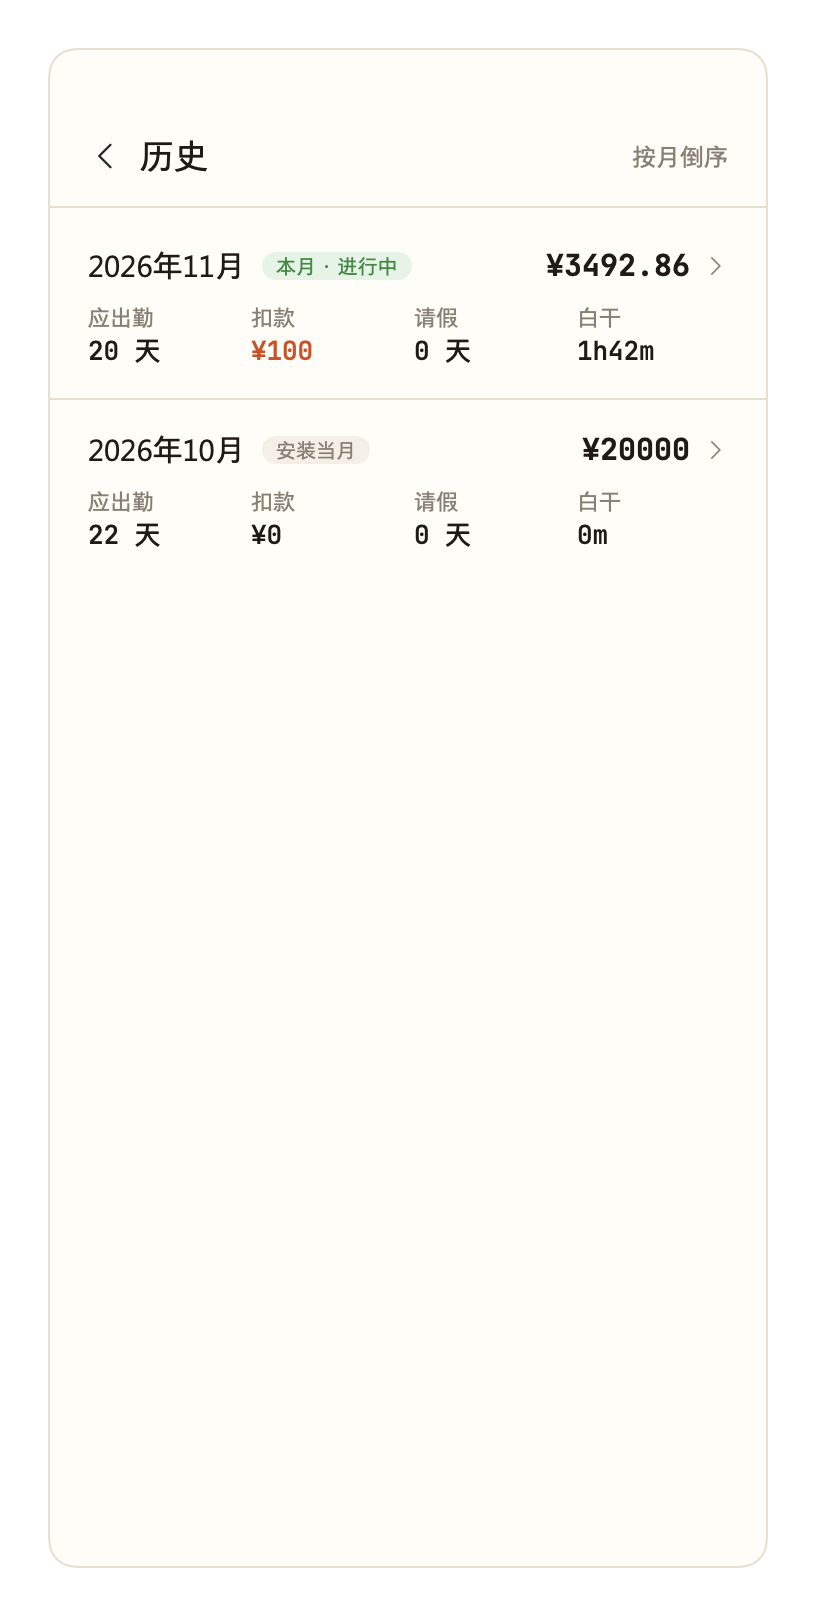 历史 按月倒序
2026年11月 本月 · 进行中 ¥3492.86
应出勤 扣款 请假 白干
20 天 ¥100 0 天 1h42m
2026年10月 安装当月 ¥20000
应出勤 扣款 请假 白干
22 天 ¥0 0 天 0m